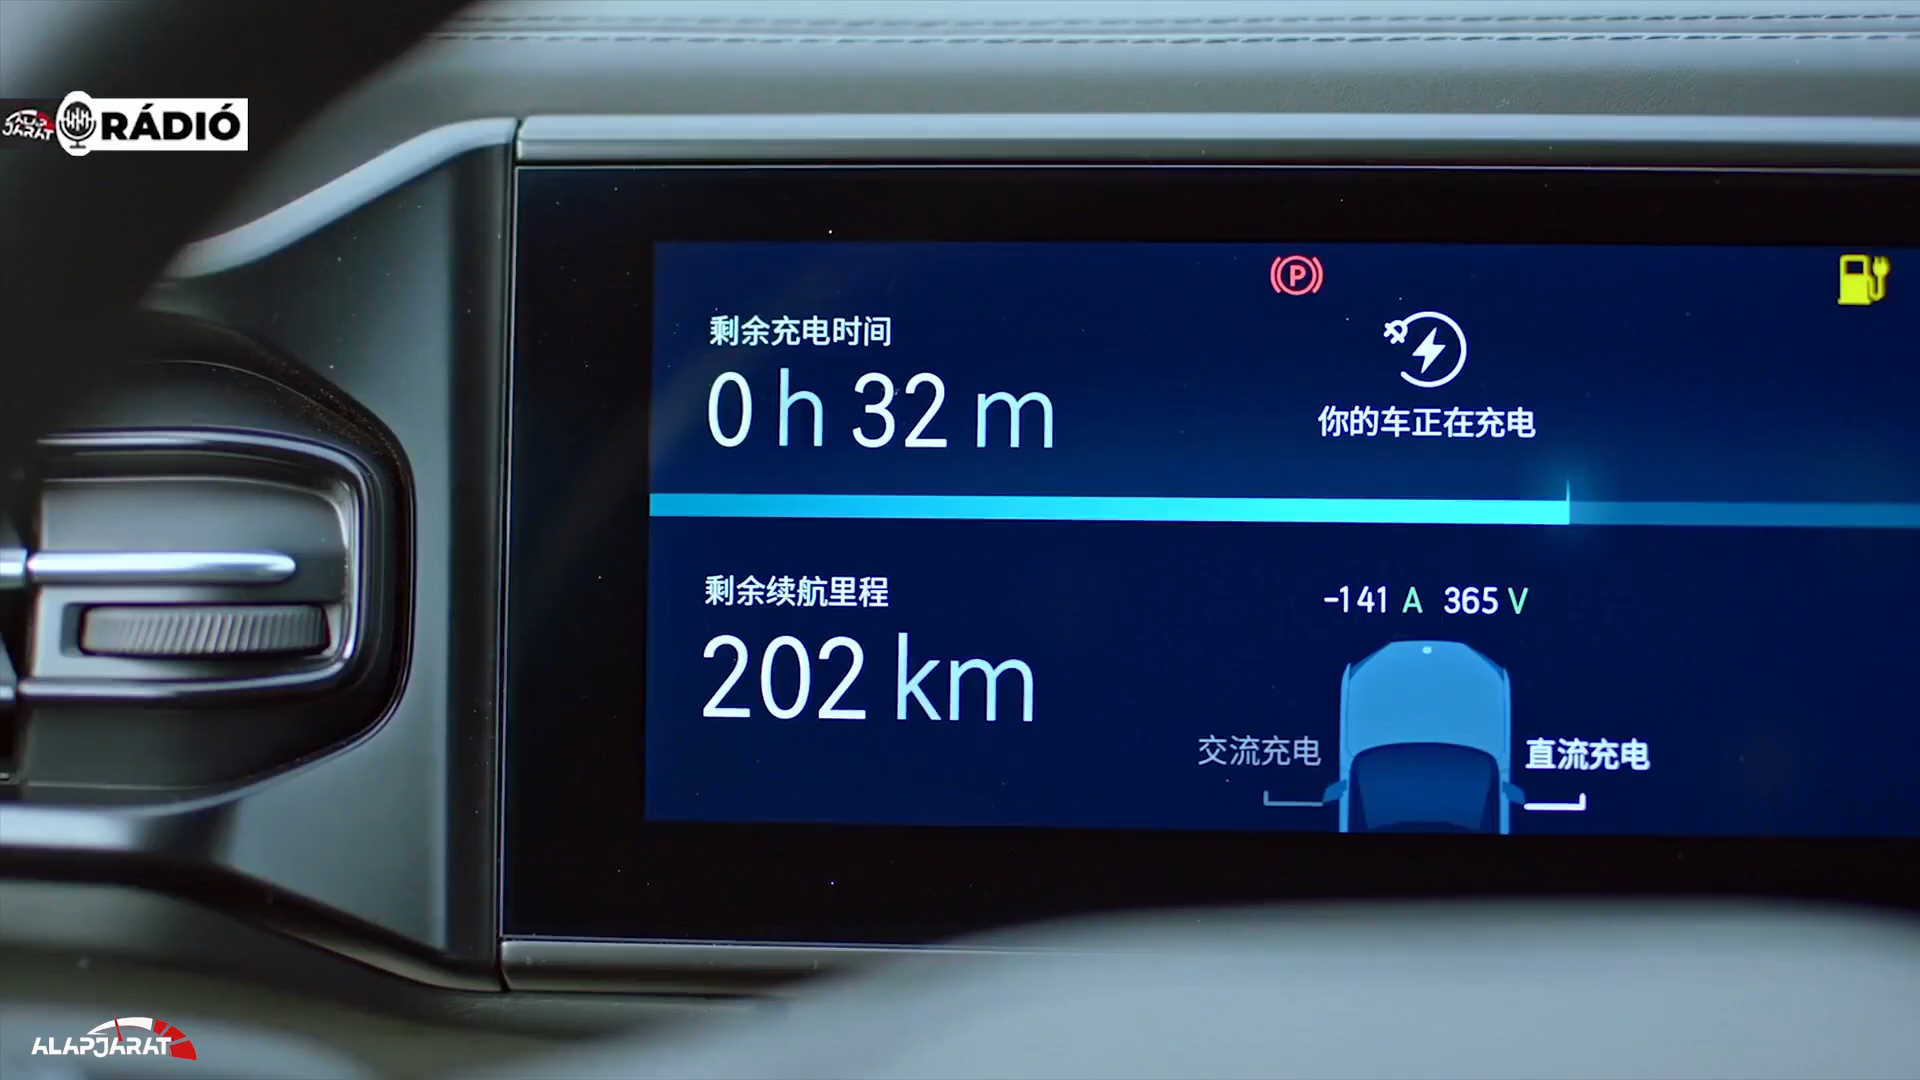 ALAPJARAT RÁDIÓ
P
剩余充电时间
0 h 32 m
你的车正在充电
剩余续航里程
202 km
-141 A 365 V
交流充电
直流充电
ALAPJARAT